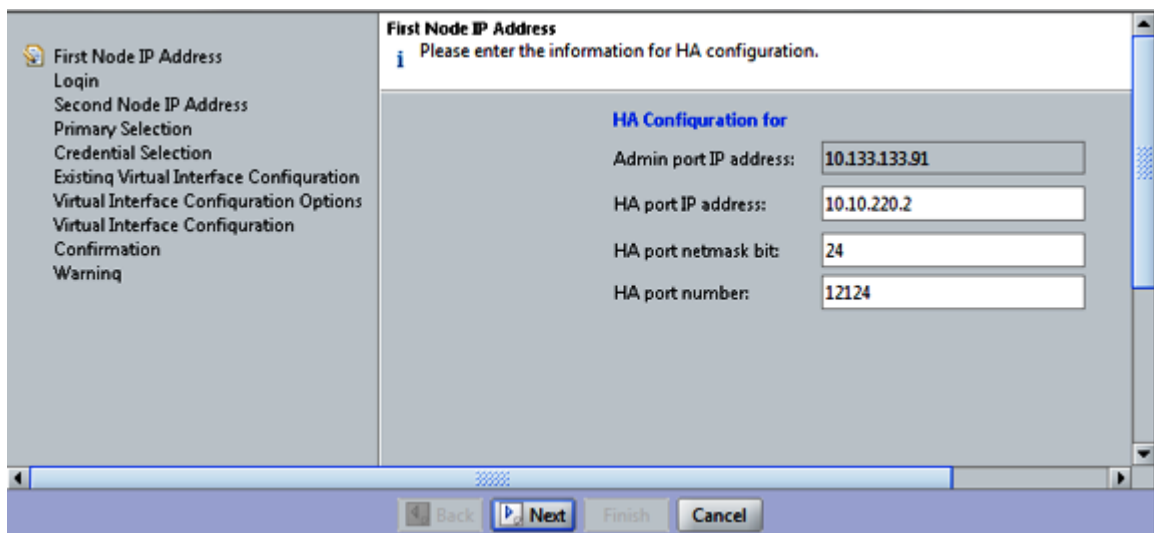 First Node IP Address
Login
Second Node IP Address
Primary Selection
Credential Selection
Existing Virtual Interface Configuration
Virtual Interface Configuration Options
Virtual Interface Configuration
Confirmation
Warning
First Node IP Address
i Please enter the information for HA configuration.
HA Configuration for
Admin port IP address: 10.133.133.91
HA port IP address: 10.10.220.2
HA port netmask bit: 24
HA port number: 12124
Back Next Finish Cancel